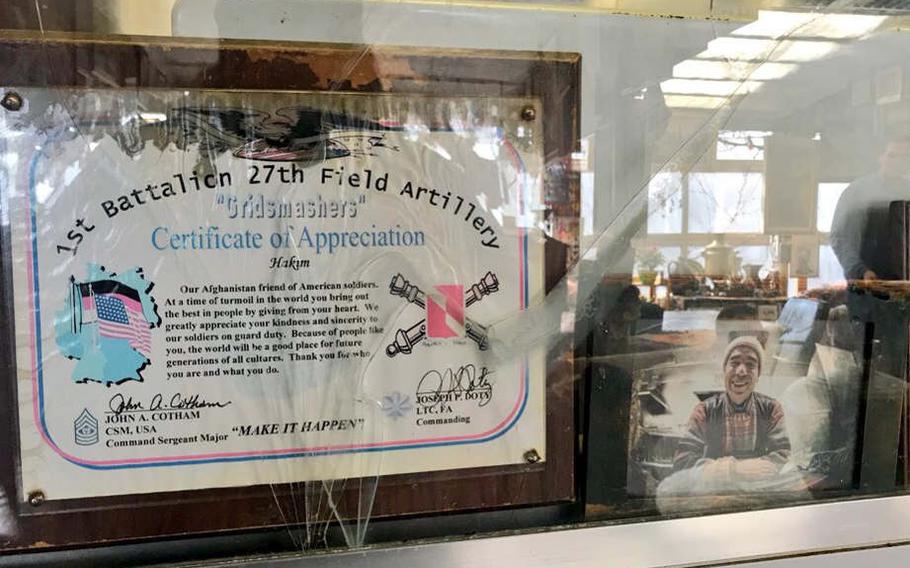 1st Battalion 27th Field Artillery
"Gridsmashers"
Certificate of Appreciation
Hakim
Our Afghanistan friend of American soldiers.
At a time of turmoil in the world you bring out
the best in people by giving from your heart. We
greatly appreciate your kindness and sincerity to
our soldiers on guard duty. Because of people like
you, the world will be a good place for future
generations of all cultures. Thank you for who
you are and what you do.
John A. Cotham
JOHN A. COTHAM
CSM, USA
Command Sergeant Major
"MAKE IT HAPPEN"
JOSEPH P. DOTY
LTC, FA
Commanding